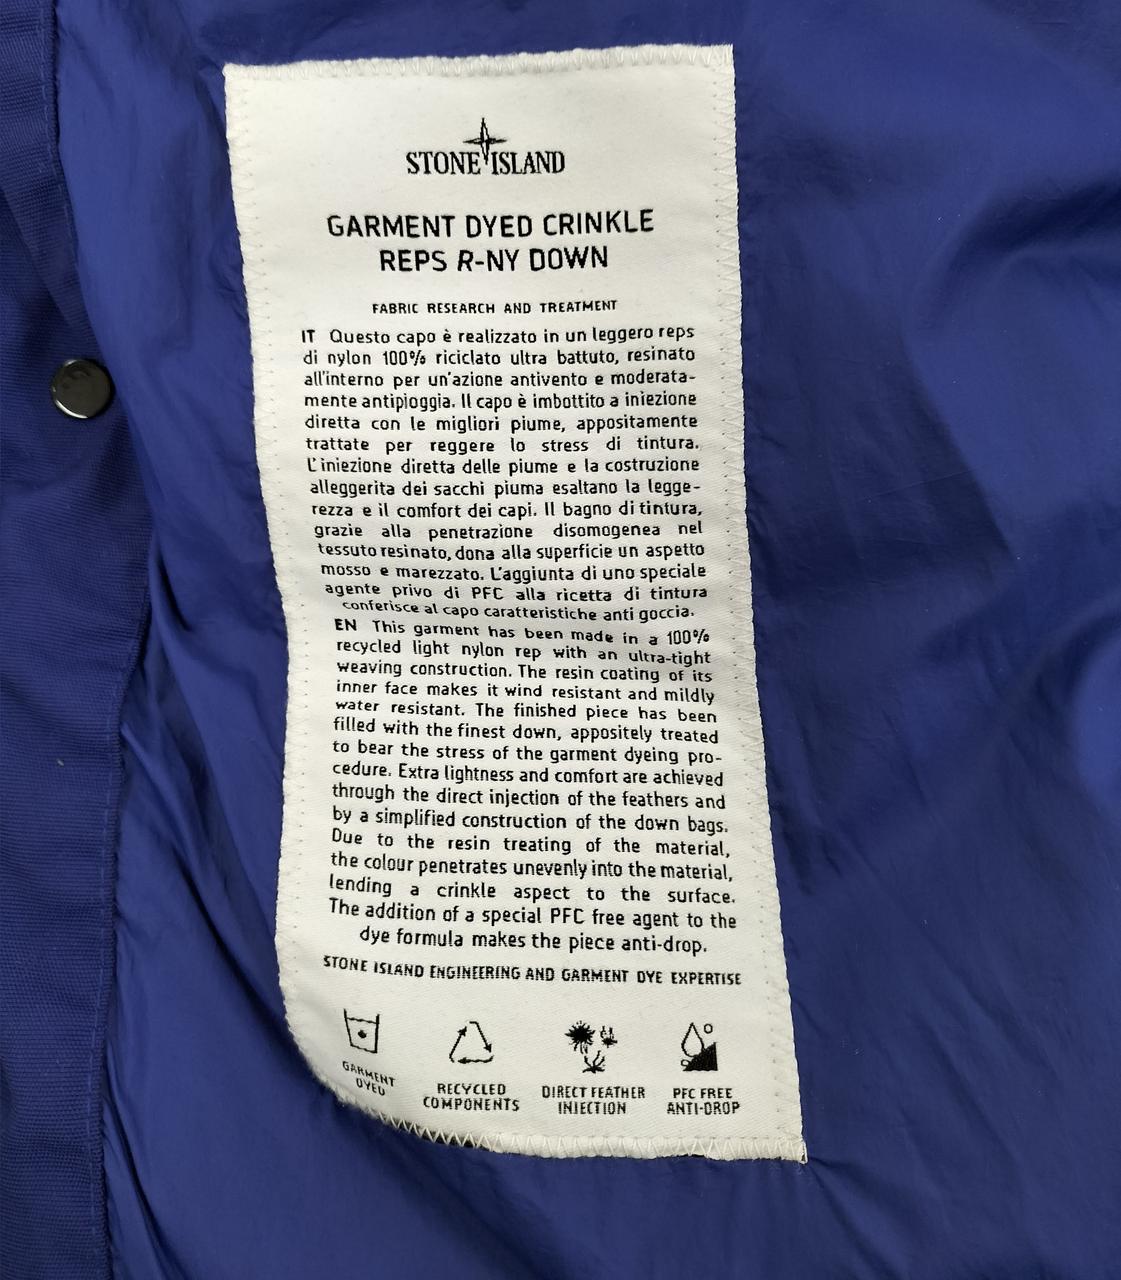 STONE ISLAND
GARMENT DYED CRINKLE
REPS R-NY DOWN
FABRIC RESEARCH AND TREATMENT
IT Questo capo è realizzato in un leggero reps
di nylon 100% riciclato ultra battuto, resinato
all'interno per un'azione antivento e moderata-
mente antipioggia. Il capo è imbottito a iniezione
diretta con le migliori piume, appositamente
trattate per reggere lo stress di tintura.
L'iniezione diretta delle piume e la costruzione
alleggerita dei sacchi piuma esaltano la legge-
rezza e il comfort dei capi. Il bagno di tintura,
grazie alla penetrazione disomogenea nel
tessuto resinato, dona alla superficie un aspetto
mosso e marezzato. L'aggiunta di uno speciale
agente privo di PFC alla ricetta di tintura
conferisce al capo caratteristiche anti goccia.
EN This garment has been made in a 100%
recycled light nylon rep with an ultra-tight
weaving construction. The resin coating of its
inner face makes it wind resistant and mildly
water resistant. The finished piece has been
filled with the finest down, appositely treated
to bear the stress of the garment dyeing pro-
cedure. Extra lightness and comfort are achieved
through the direct injection of the feathers and
by a simplified construction of the down bags.
Due to the resin treating of the material,
the colour penetrates unevenly into the material,
lending a crinkle aspect to the surface.
The addition of a special PFC free agent to the
dye formula makes the piece anti-drop.
STONE ISLAND ENGINEERING AND GARMENT DYE EXPERTISE
GARMENT
DYED
RECYCLED
COMPONENTS
DIRECT FEATHER
INJECTION
PFC FREE
ANTI-DROP